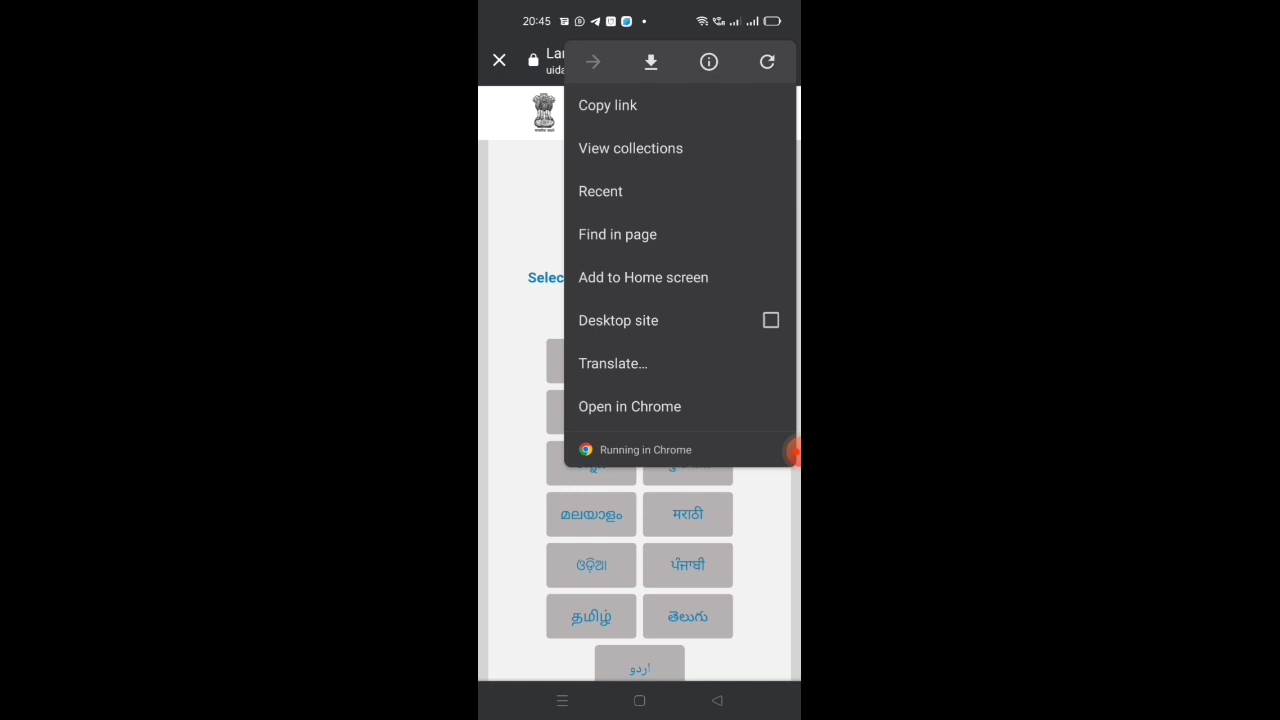 20:45
Lar
uida
Copy link
View collections
Recent
Find in page
Add to Home screen
Selec
Desktop site
Translate...
Open in Chrome
Running in Chrome
മലയാളം
मराठी
ଓଡ଼ିଆ
ਪੰਜਾਬੀ
தமிழ்
తెలుగు
اردو